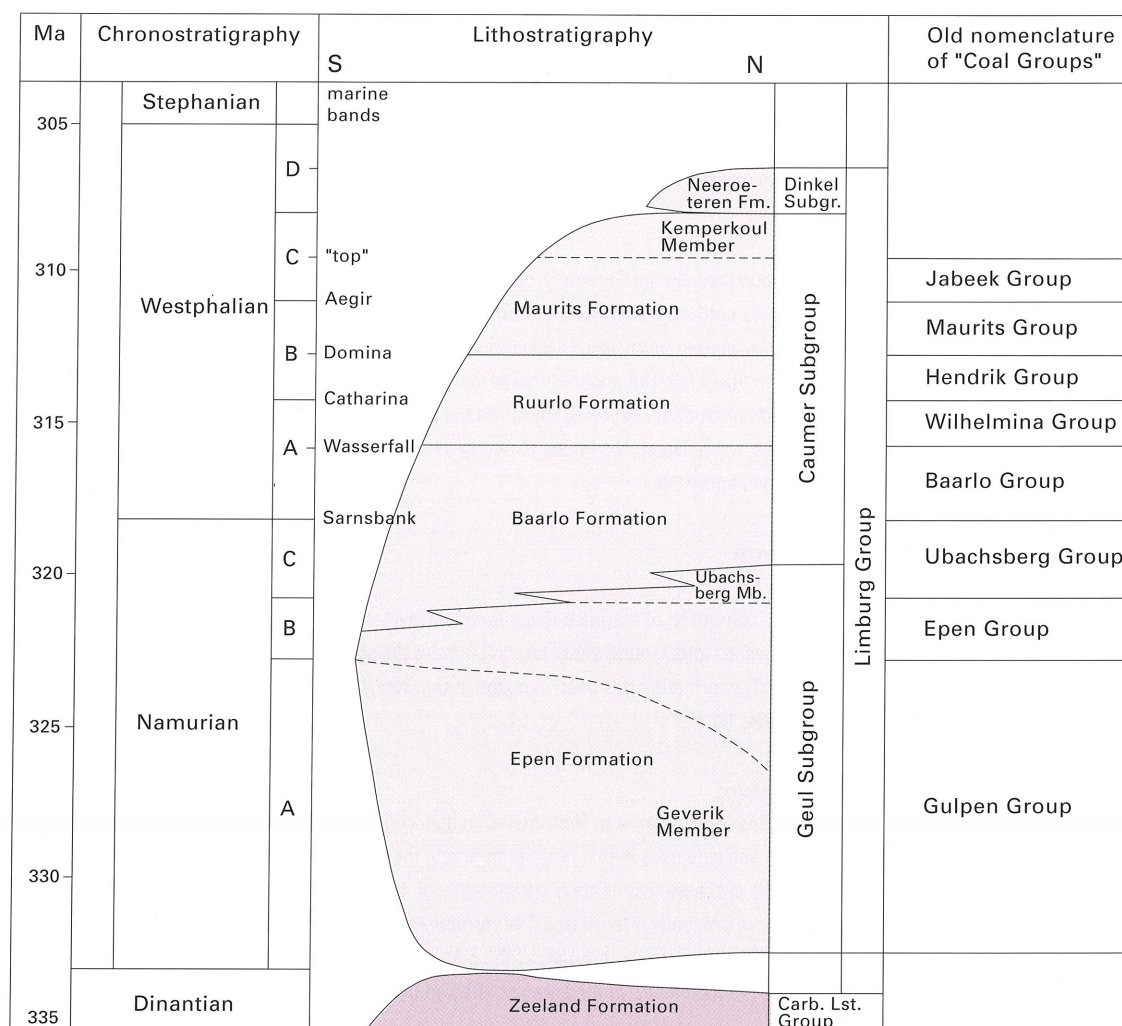 Ma
Chronostratigraphy
Lithostratigraphy
Old nomenclature
of "Coal Groups"
S
N
marine
bands
Stephanian
305
D
Neeroe-
teren Fm.
Dinkel
Subgr.
Kemperkoul
Member
C
"top"
310
Jabeek Group
Westphalian
Aegir
Maurits Formation
Maurits Group
B
Domina
Caumer Subgroup
Hendrik Group
Catharina
Ruurlo Formation
315
Wilhelmina Group
A
Wasserfall
Baarlo Group
Sarnsbank
Baarlo Formation
Limburg Group
C
320
Ubachsberg Group
Ubachs-
berg Mb.
B
Epen Group
Namurian
325
Epen Formation
Geul Subgroup
A
Geverik
Member
Gulpen Group
330
Dinantian
Zeeland Formation
Carb. Lst.
Group
335